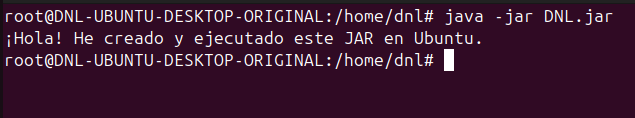 root@DNL-UBUNTU-DESKTOP-ORIGINAL:/home/dnl# java -jar DNL.jar
¡Hola! He creado y ejecutado este JAR en Ubuntu.
root@DNL-UBUNTU-DESKTOP-ORIGINAL:/home/dnl#